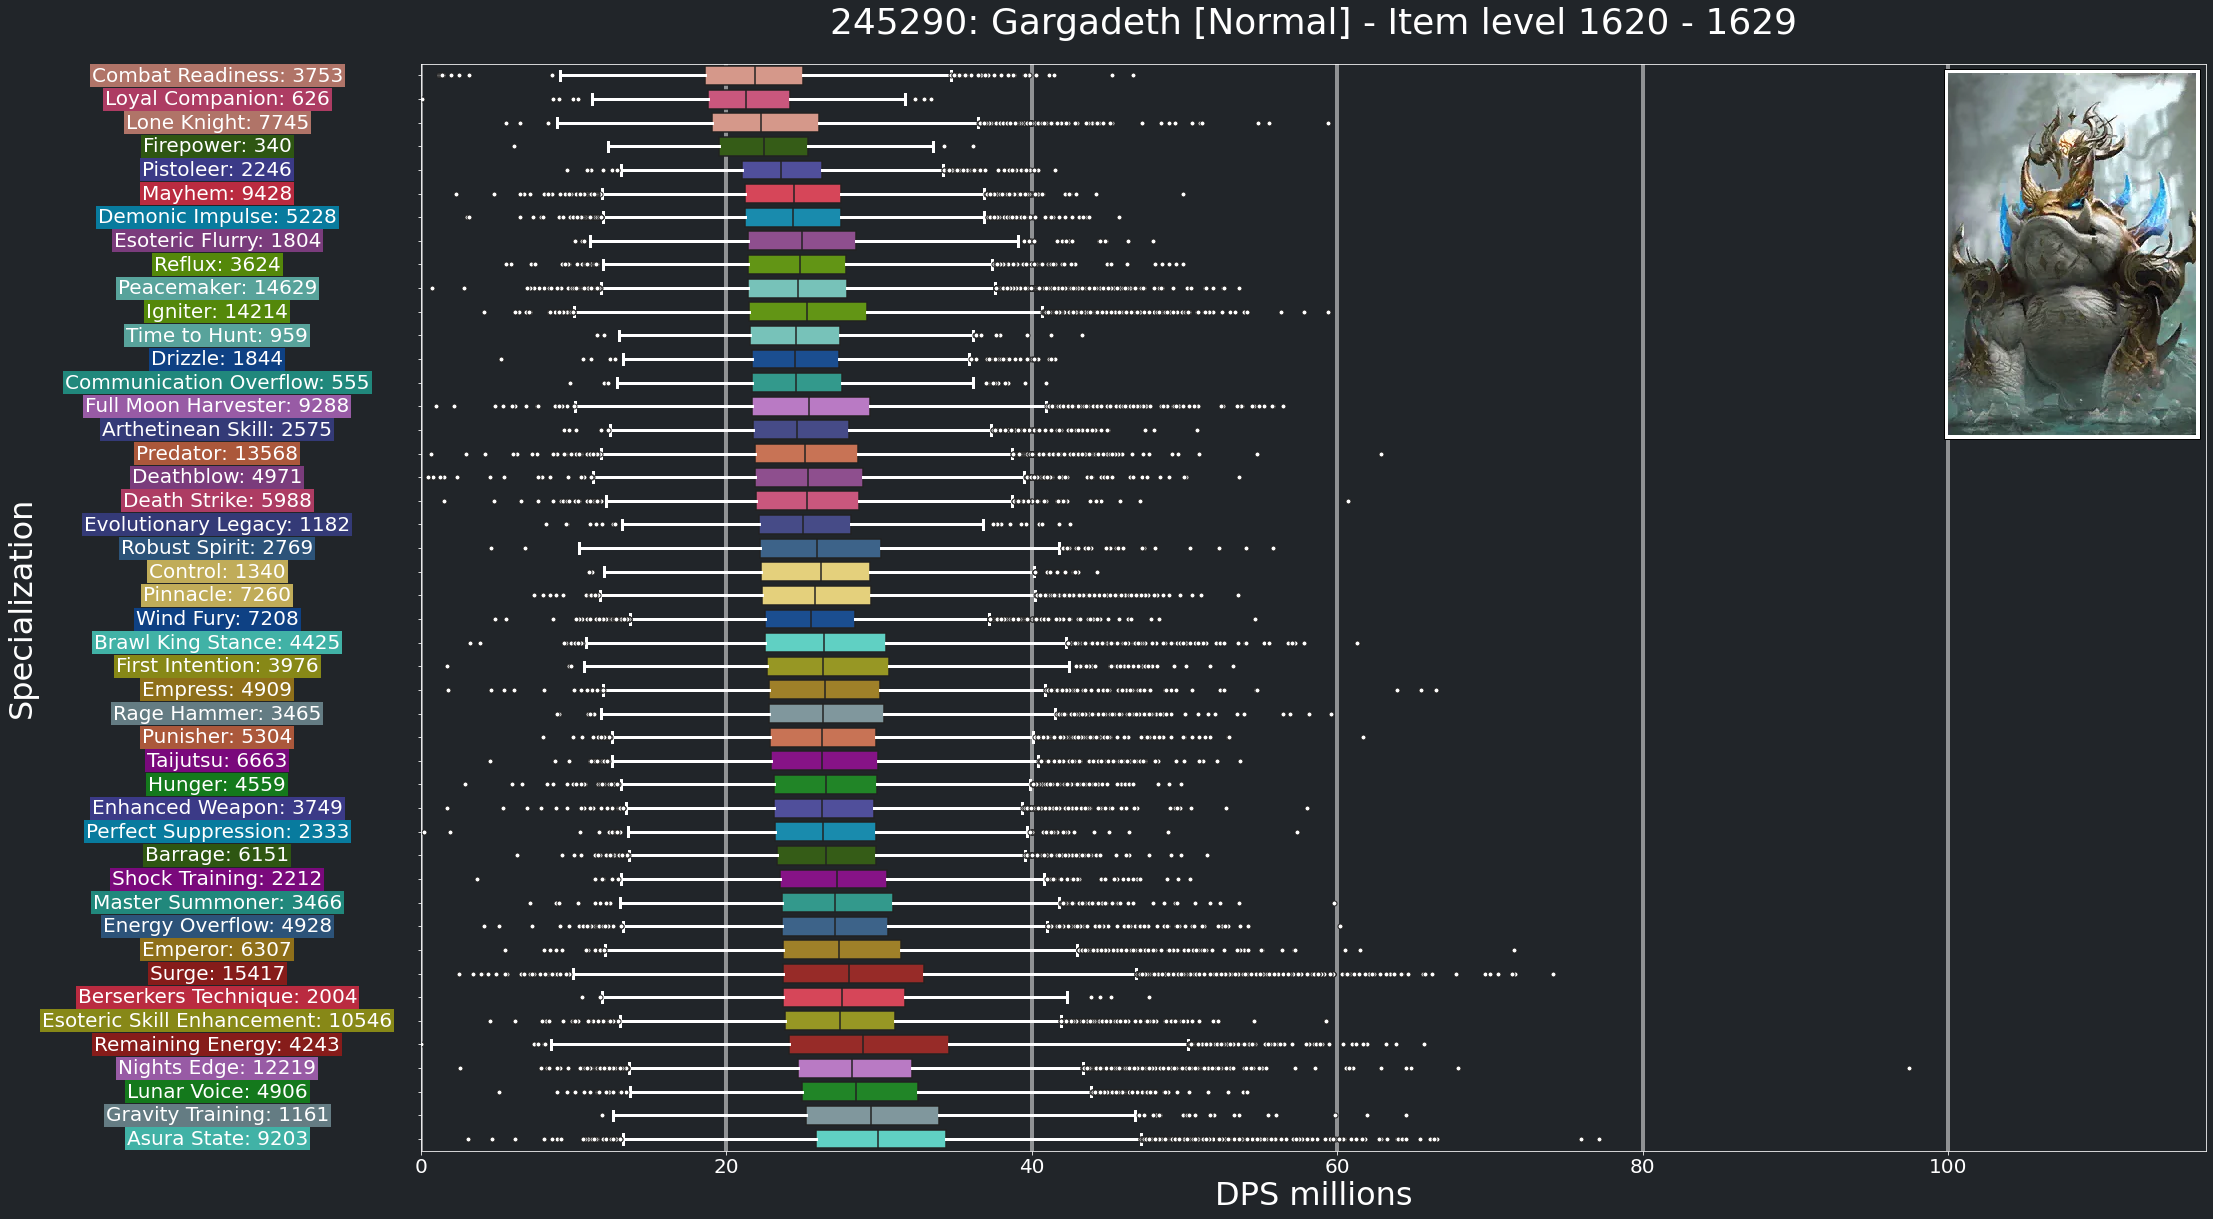 245290: Gargadeth [Normal] - Item level 1620 - 1629
Specialization
Combat Readiness: 3753
Loyal Companion: 626
Lone Knight: 7745
Firepower: 340
Pistoleer: 2246
Mayhem: 9428
Demonic Impulse: 5228
Esoteric Flurry: 1804
Reflux: 3624
Peacemaker: 14629
Igniter: 14214
Time to Hunt: 959
Drizzle: 1844
Communication Overflow: 555
Full Moon Harvester: 9288
Arthetinean Skill: 2575
Predator: 13568
Deathblow: 4971
Death Strike: 5988
Evolutionary Legacy: 1182
Robust Spirit: 2769
Control: 1340
Pinnacle: 7260
Wind Fury: 7208
Brawl King Stance: 4425
First Intention: 3976
Empress: 4909
Rage Hammer: 3465
Punisher: 5304
Taijutsu: 6663
Hunger: 4559
Enhanced Weapon: 3749
Perfect Suppression: 2333
Barrage: 6151
Shock Training: 2212
Master Summoner: 3466
Energy Overflow: 4928
Emperor: 6307
Surge: 15417
Berserkers Technique: 2004
Esoteric Skill Enhancement: 10546
Remaining Energy: 4243
Nights Edge: 12219
Lunar Voice: 4906
Gravity Training: 1161
Asura State: 9203
0 20 40 60 80 100
DPS millions